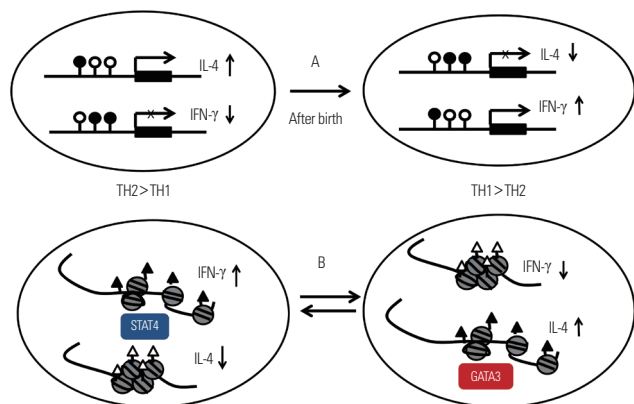 IL-4
A
IL-4
IFN-γ
After birth
IFN-γ
TH2>TH1
TH1>TH2
IFN-γ
B
IFN-γ
STAT4
IL-4
IL-4
GATA3